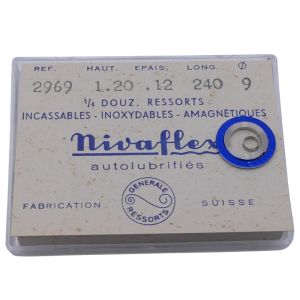 REF. HAUT. EPAIS. LONG. Ø
2969 1.20 .12 240 9
¼ DOUZ. RESSORTS
INCASSABLES - INOXYDABLES - AMAGNÉTIQUES
Nivaflex
autolubrifiés
GENERALE
RESSORTS
FABRICATION SUISSE